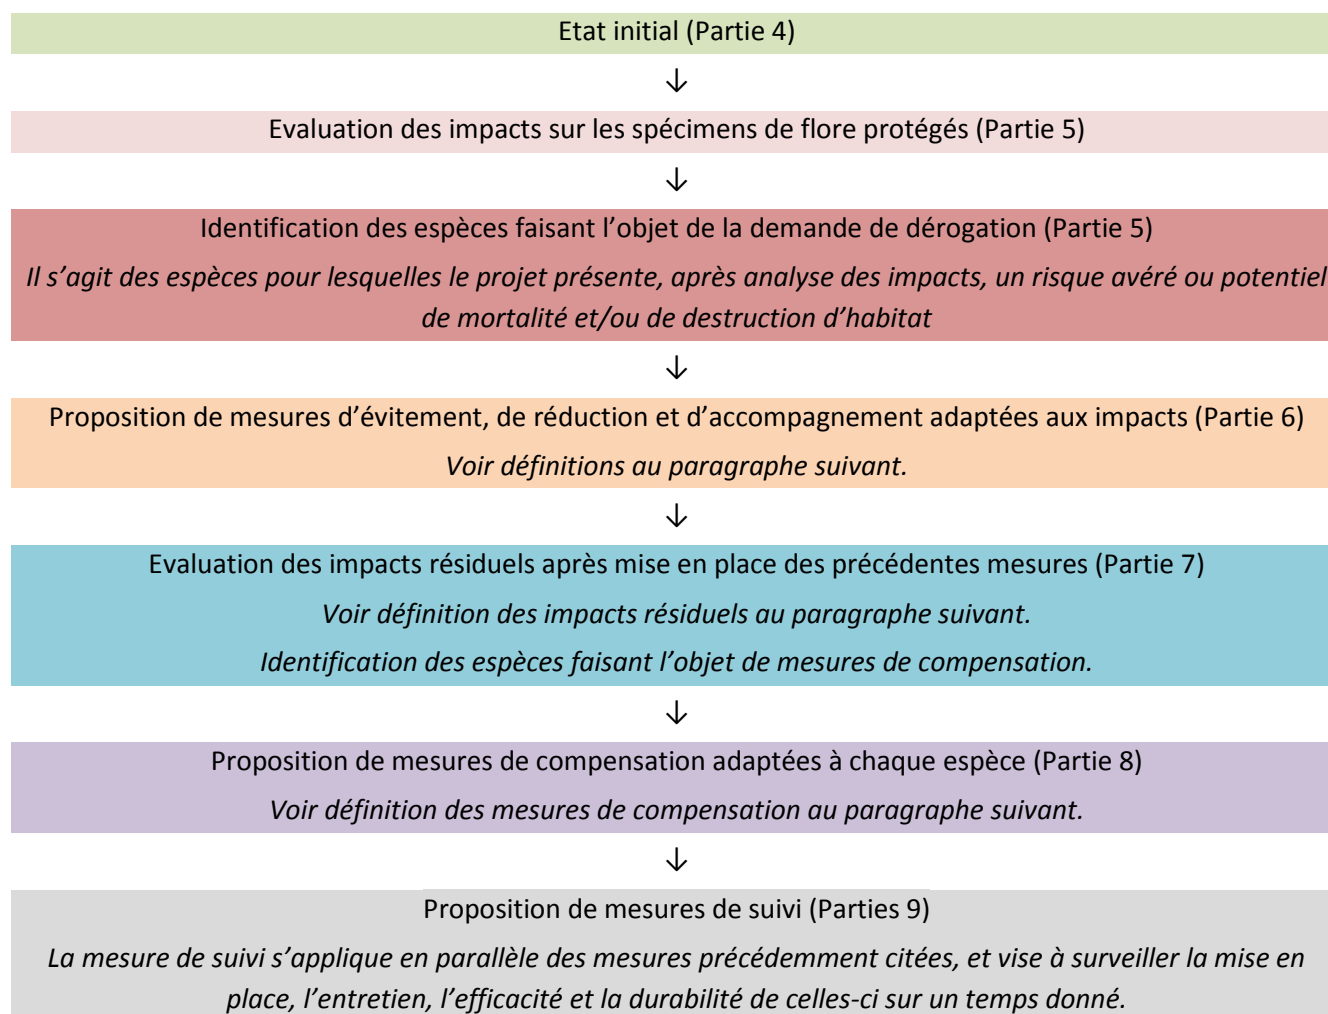 Etat initial (Partie 4)
↓
Evaluation des impacts sur les spécimens de flore protégés (Partie 5)
↓
Identification des espèces faisant l’objet de la demande de dérogation (Partie 5)
Il s’agit des espèces pour lesquelles le projet présente, après analyse des impacts, un risque avéré ou potentiel
de mortalité et/ou de destruction d’habitat
↓
Proposition de mesures d’évitement, de réduction et d’accompagnement adaptées aux impacts (Partie 6)
Voir définitions au paragraphe suivant.
↓
Evaluation des impacts résiduels après mise en place des précédentes mesures (Partie 7)
Voir définition des impacts résiduels au paragraphe suivant.
Identification des espèces faisant l’objet de mesures de compensation.
↓
Proposition de mesures de compensation adaptées à chaque espèce (Partie 8)
Voir définition des mesures de compensation au paragraphe suivant.
↓
Proposition de mesures de suivi (Parties 9)
La mesure de suivi s’applique en parallèle des mesures précédemment citées, et vise à surveiller la mise en
place, l’entretien, l’efficacité et la durabilité de celles-ci sur un temps donné.